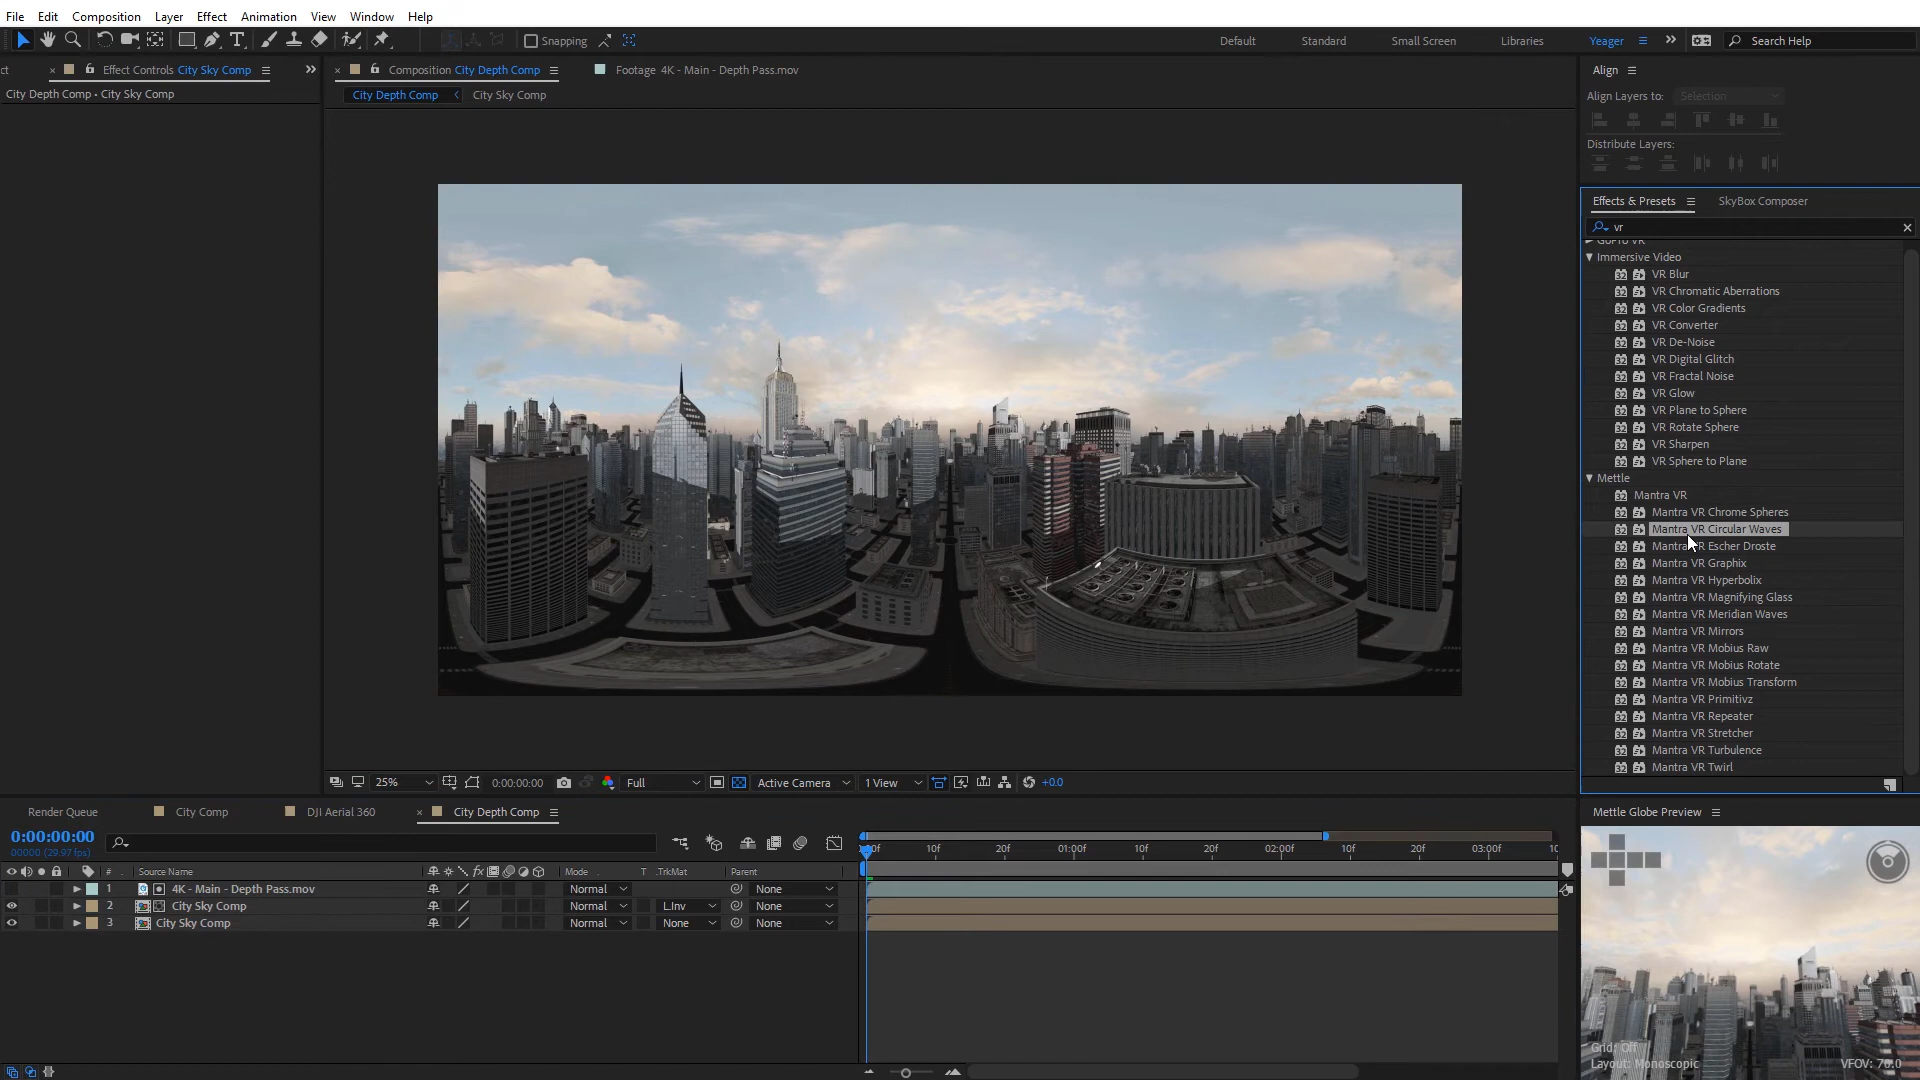 File Edit Composition Layer Effect Animation View Window Help
Snapping
Default Standard Small Screen Libraries Yeager Search Help
ct Effect Controls City Sky Comp
Composition City Depth Comp Footage 4K - Main - Depth Pass.mov
City Depth Comp • City Sky Comp
City Depth Comp City Sky Comp
Align
Align Layers to: Selection
Distribute Layers:
Effects & Presets SkyBox Composer
vr
GoPro VR
Immersive Video
VR Blur
VR Chromatic Aberrations
VR Color Gradients
VR Converter
VR De-Noise
VR Digital Glitch
VR Fractal Noise
VR Glow
VR Plane to Sphere
VR Rotate Sphere
VR Sharpen
VR Sphere to Plane
Mettle
Mantra VR
Mantra VR Chrome Spheres
Mantra VR Circular Waves
Mantra VR Escher Droste
Mantra VR Graphix
Mantra VR Hyperbolix
Mantra VR Magnifying Glass
Mantra VR Meridian Waves
Mantra VR Mirrors
Mantra VR Mobius Raw
Mantra VR Mobius Rotate
Mantra VR Mobius Transform
Mantra VR Primitivz
Mantra VR Repeater
Mantra VR Stretcher
Mantra VR Turbulence
Mantra VR Twirl
25% 0:00:00:00 Full Active Camera 1 View +0.0
Render Queue City Comp DJI Aerial 360 City Depth Comp
Mettle Globe Preview
0:00:00:00
00000 (29.97 fps)
10f 20f 01:00f 10f 20f 02:00f 10f 20f 03:00f
# Source Name Mode T .TrkMat Parent
1 4K - Main - Depth Pass.mov Normal None
2 City Sky Comp Normal L.Inv None
3 City Sky Comp Normal None None
Grid: Off
Layout: Monoscopic VFOV: 70.0